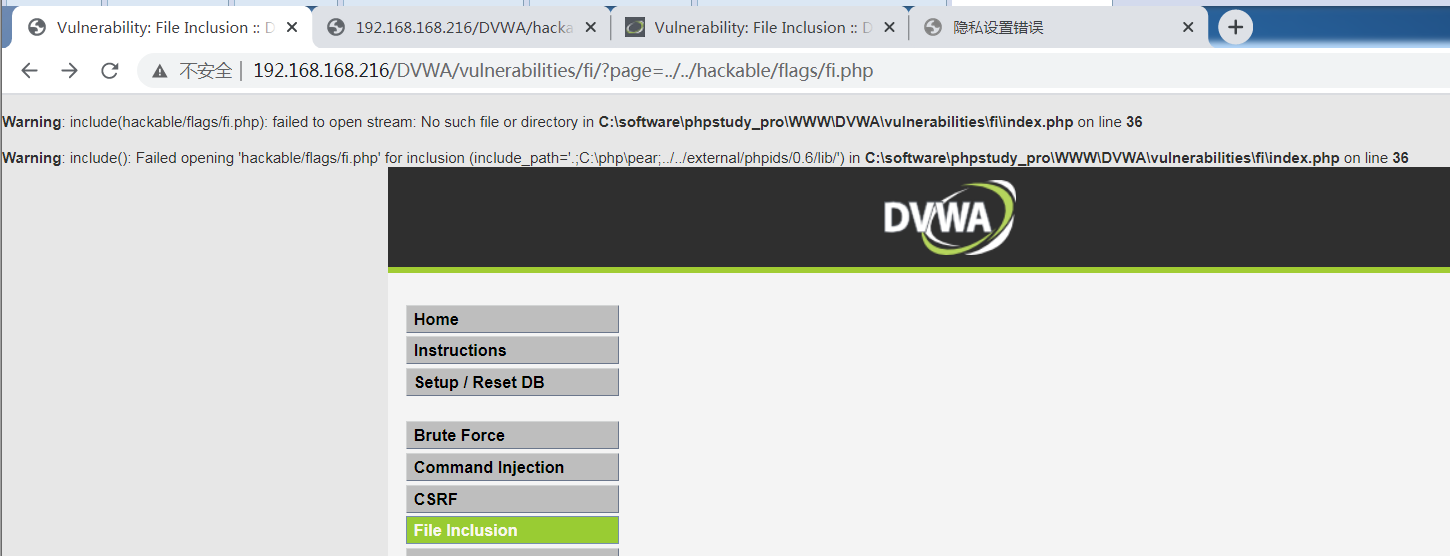 Vulnerability: File Inclusion :: D
192.168.168.216/DVWA/hacka
Vulnerability: File Inclusion :: D
隐私设置错误
不安全 | 192.168.168.216/DVWA/vulnerabilities/fi/?page=../../hackable/flags/fi.php
Warning: include(hackable/flags/fi.php): failed to open stream: No such file or directory in C:\software\phpstudy_pro\WWW\DVWA\vulnerabilities\fi\index.php on line 36
Warning: include(): Failed opening 'hackable/flags/fi.php' for inclusion (include_path='.;C:\php\pear;../../external/phpids/0.6/lib/') in C:\software\phpstudy_pro\WWW\DVWA\vulnerabilities\fi\index.php on line 36
DVWA
Home
Instructions
Setup / Reset DB
Brute Force
Command Injection
CSRF
File Inclusion